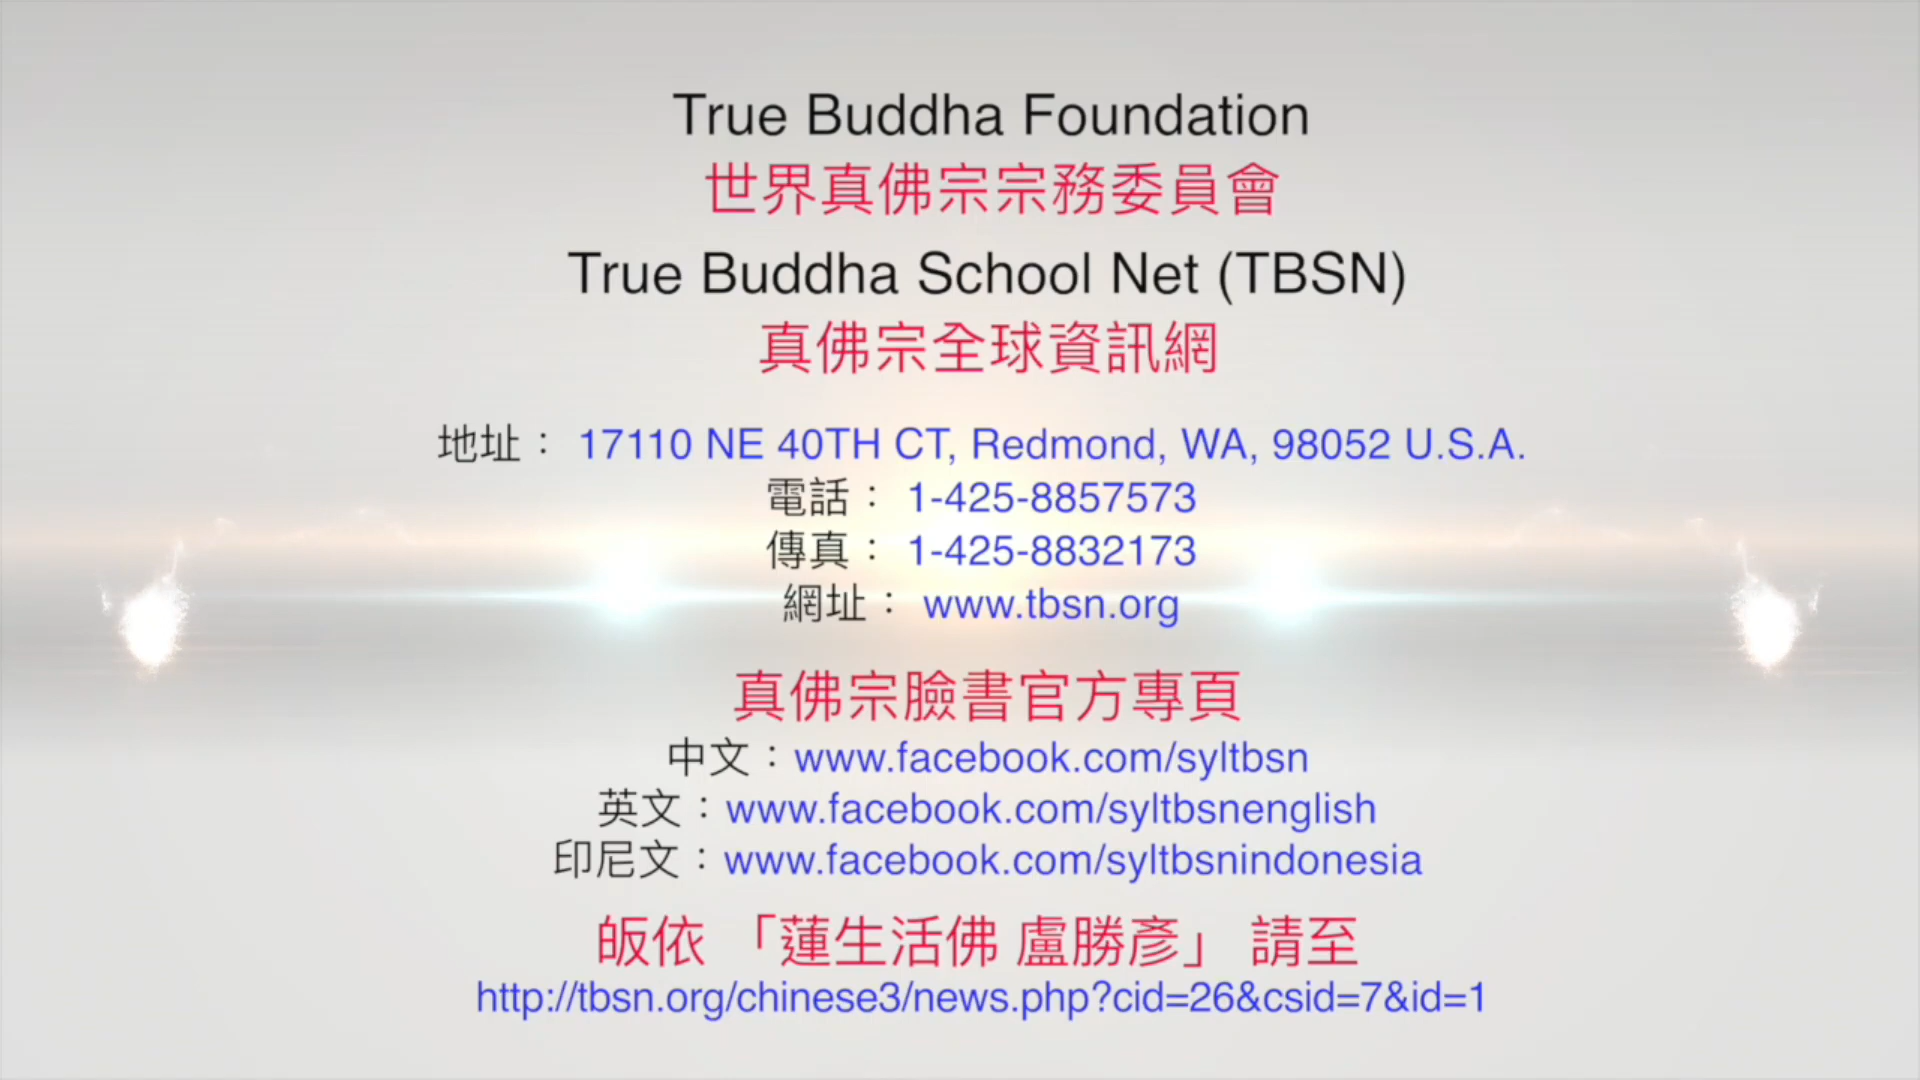 True Buddha Foundation
世界真佛宗宗務委員會
True Buddha School Net (TBSN)
真佛宗全球資訊網
地址： 17110 NE 40TH CT, Redmond, WA, 98052 U.S.A.
電話： 1-425-8857573
傳真： 1-425-8832173
網址： www.tbsn.org
真佛宗臉書官方專頁
中文：www.facebook.com/syltbsn
英文：www.facebook.com/syltbsnenglish
印尼文：www.facebook.com/syltbsnindonesia
皈依 「蓮生活佛 盧勝彥」 請至
http://tbsn.org/chinese3/news.php?cid=26&csid=7&id=1